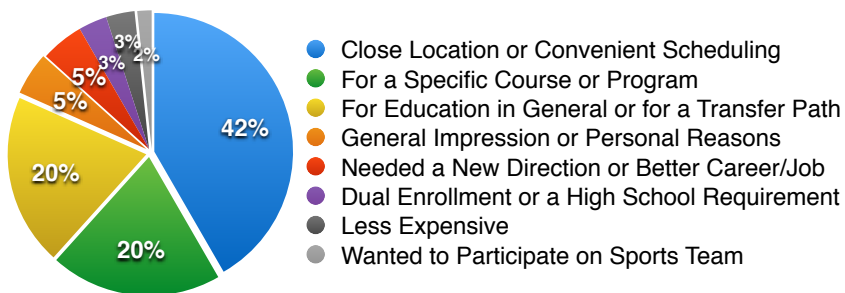 3%
3%
2%
5%
5%
42%
20%
20%
Close Location or Convenient Scheduling
For a Specific Course or Program
For Education in General or for a Transfer Path
General Impression or Personal Reasons
Needed a New Direction or Better Career/Job
Dual Enrollment or a High School Requirement
Less Expensive
Wanted to Participate on Sports Team